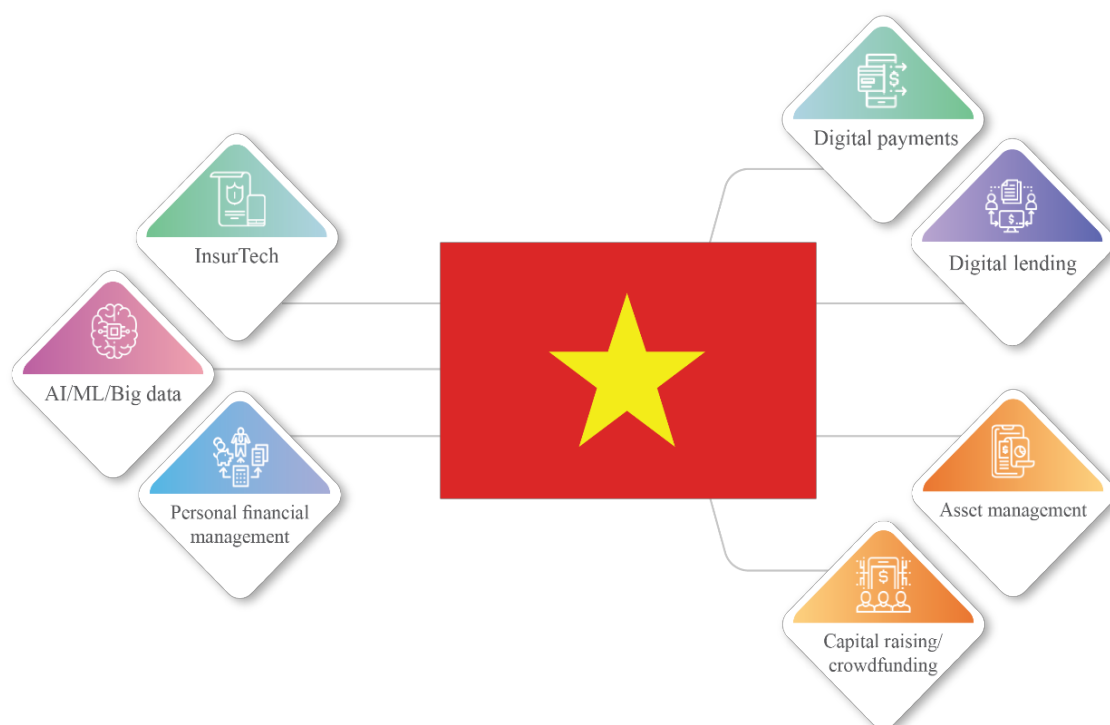 Digital payments
InsurTech
Digital lending
AI/ML/Big data
Personal financial
management
Asset management
Capital raising/
crowdfunding